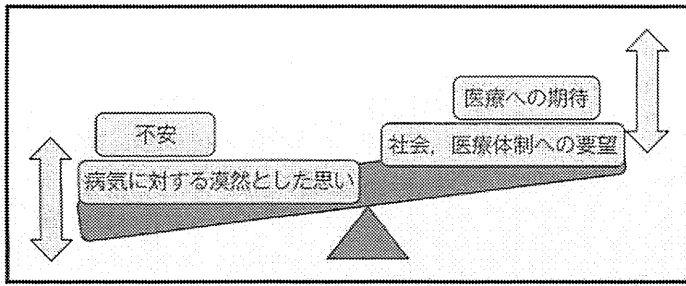 不安
病気に対する漠然とした思い
医療への期待
社会，医療体制への要望